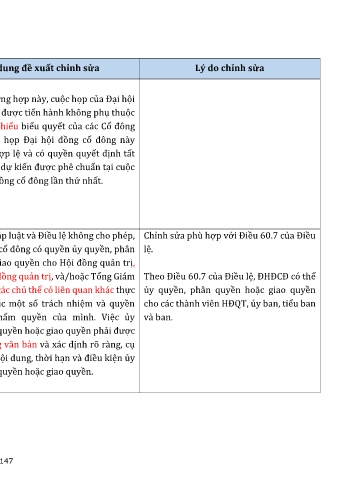 dung đề xuất chỉnh sửa
Lý do chỉnh sửa
ng hợp này, cuộc họp của Đại hội
được tiến hành không phụ thuộc
hiếu biểu quyết của các Cổ đông
họp Đại hội đồng cổ đông này
ợp lệ và có quyền quyết định tất
dự kiến được phê chuẩn tại cuộc
ồng cổ đông lần thứ nhất.
áp luật và Điều lệ không cho phép,
cổ đông có quyền ủy quyền, phân
iao quyền cho Hội đồng quản trị,
đồng quản trị, và/hoặc Tổng Giám
các chủ thể có liên quan khác thực
ặc một số trách nhiệm và quyền
hẩm quyền của mình. Việc ủy
quyền hoặc giao quyền phải được
g văn bản và xác định rõ ràng, cụ
ội dung, thời hạn và điều kiện ủy
quyền hoặc giao quyền.
Chỉnh sửa phù hợp với Điều 60.7 của Điều
lệ.
Theo Điều 60.7 của Điều lệ, ĐHĐCĐ có thể
ủy quyền, phân quyền hoặc giao quyền
cho các thành viên HĐQT, ủy ban, tiểu ban
và ban.
147